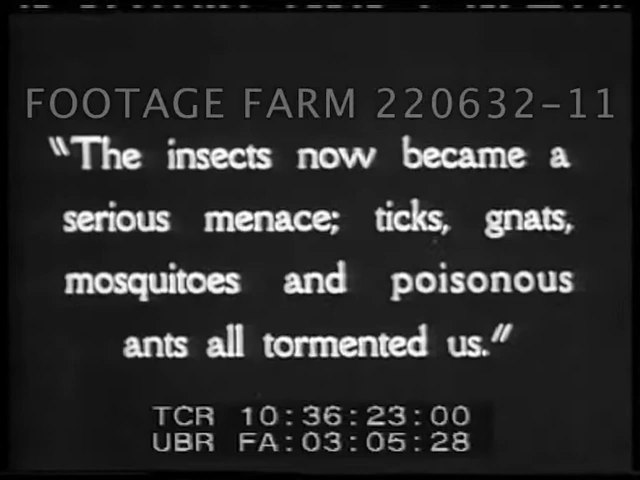 FOOTAGE FARM 220632-11
"The insects now became a
serious menace; ticks, gnats,
mosquitoes and poisonous
ants all tormented us."
TCR 10:36:23:00
UBR FA:03:05:28